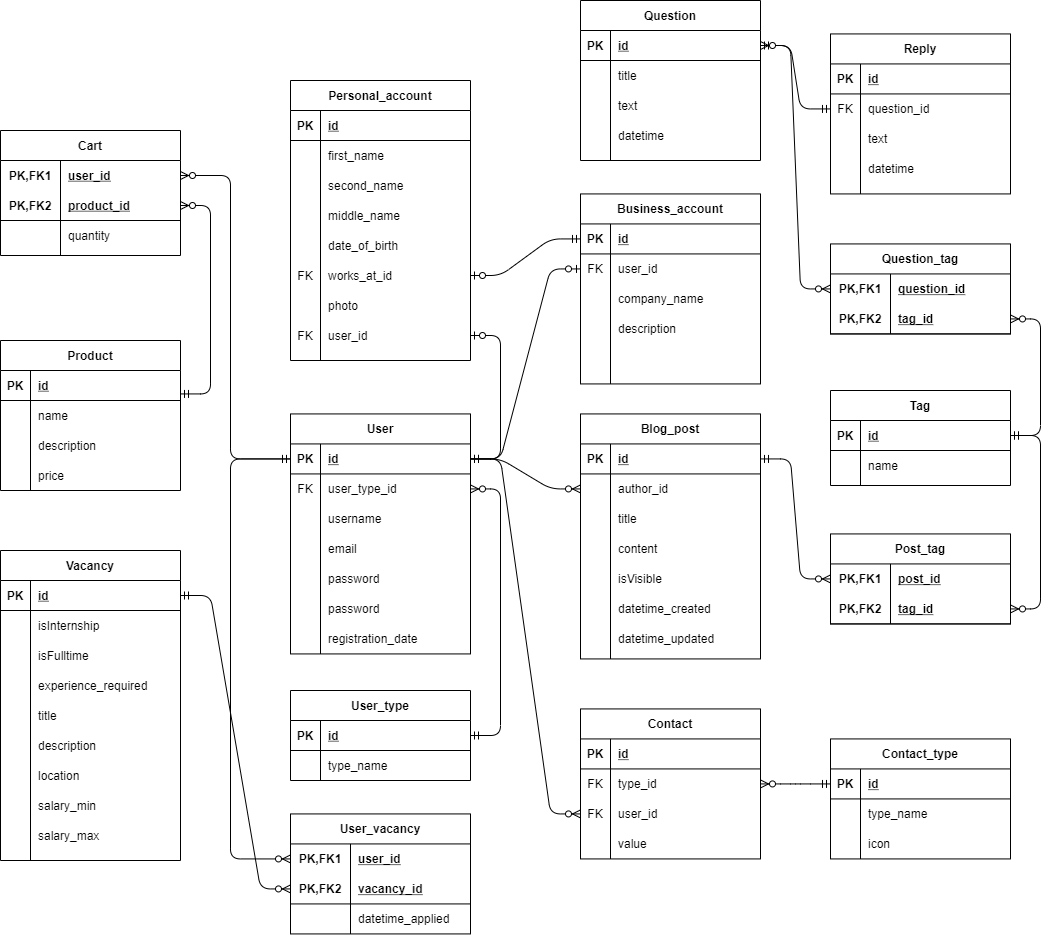 Cart
PK,FK1 user_id
PK,FK2 product_id
quantity
Product
PK id
name
description
price
Vacancy
PK id
isInternship
isFulltime
experience_required
title
description
location
salary_min
salary_max
Personal_account
PK id
first_name
second_name
middle_name
date_of_birth
FK works_at_id
photo
FK user_id
User
PK id
FK user_type_id
username
email
password
password
registration_date
User_type
PK id
type_name
User_vacancy
PK,FK1 user_id
PK,FK2 vacancy_id
datetime_applied
Question
PK id
title
text
datetime
Business_account
PK id
FK user_id
company_name
description
Blog_post
PK id
author_id
title
content
isVisible
datetime_created
datetime_updated
Contact
PK id
FK type_id
FK user_id
value
Reply
PK id
FK question_id
text
datetime
Question_tag
PK,FK1 question_id
PK,FK2 tag_id
Tag
PK id
name
Post_tag
PK,FK1 post_id
PK,FK2 tag_id
Contact_type
PK id
type_name
icon